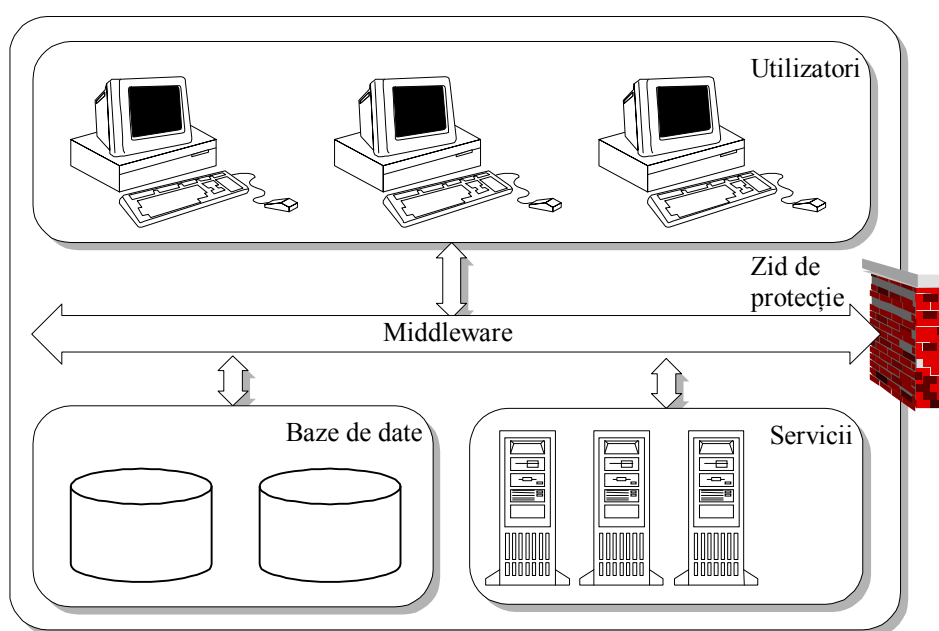 Utilizatori
Zid de
protecție
Middleware
Baze de date
Servicii